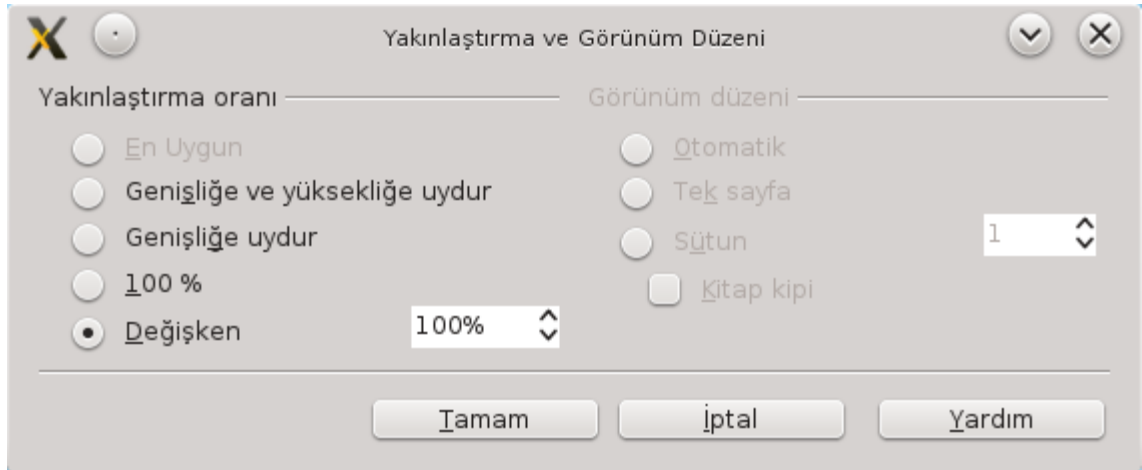 Yakınlaştırma ve Görünüm Düzeni
Yakınlaştırma oranı
En Uygun
Genişliğe ve yüksekliğe uydur
Genişliğe uydur
100 %
Değişken
100%
Görünüm düzeni
Otomatik
Tek sayfa
Sütun
1
Kitap kipi
Tamam
İptal
Yardım